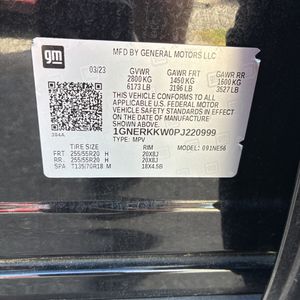 gm
MFD BY GENERAL MOTORS LLC
03/23 GVWR GAWR FRT GAWR RR
2800 KG 1450 KG 1600 KG
6173 LB 3196 LB 3527 LB
THIS VEHICLE CONFORMS TO ALL
APPLICABLE U.S. FEDERAL MOTOR
VEHICLE SAFETY STANDARDS IN EFFECT
ON THE DATE OF MANUFACTURE
SHOWN ABOVE.
1GNERKKW0PJ220999
TYPE: MPV MODEL: 091NE56
TIRE SIZE RIM
FRT 255/55R20 H 20X8J
RR. 255/55R20 H 20X8J
SPA T135/70R18 M 18X4.5B